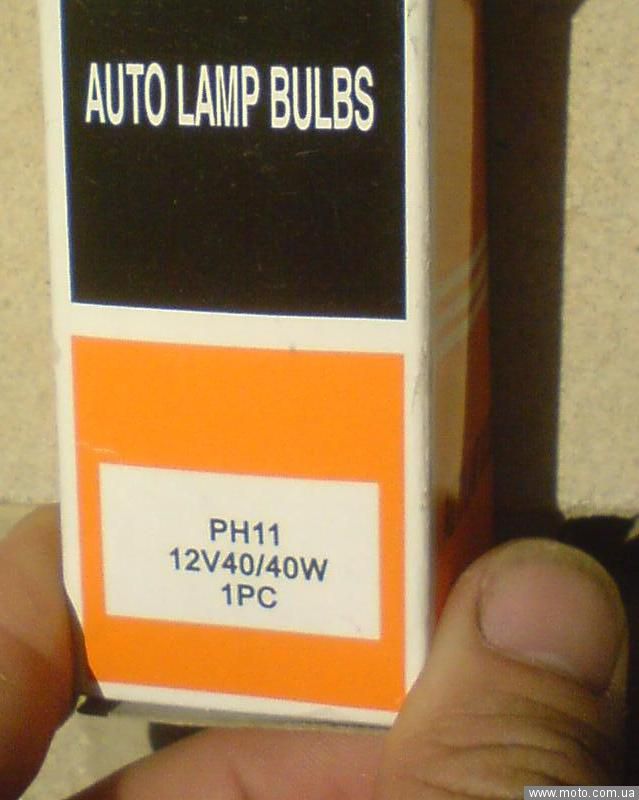 AUTO LAMP BULBS
PH11
12V40/40W
1PC
www.moto.com.ua